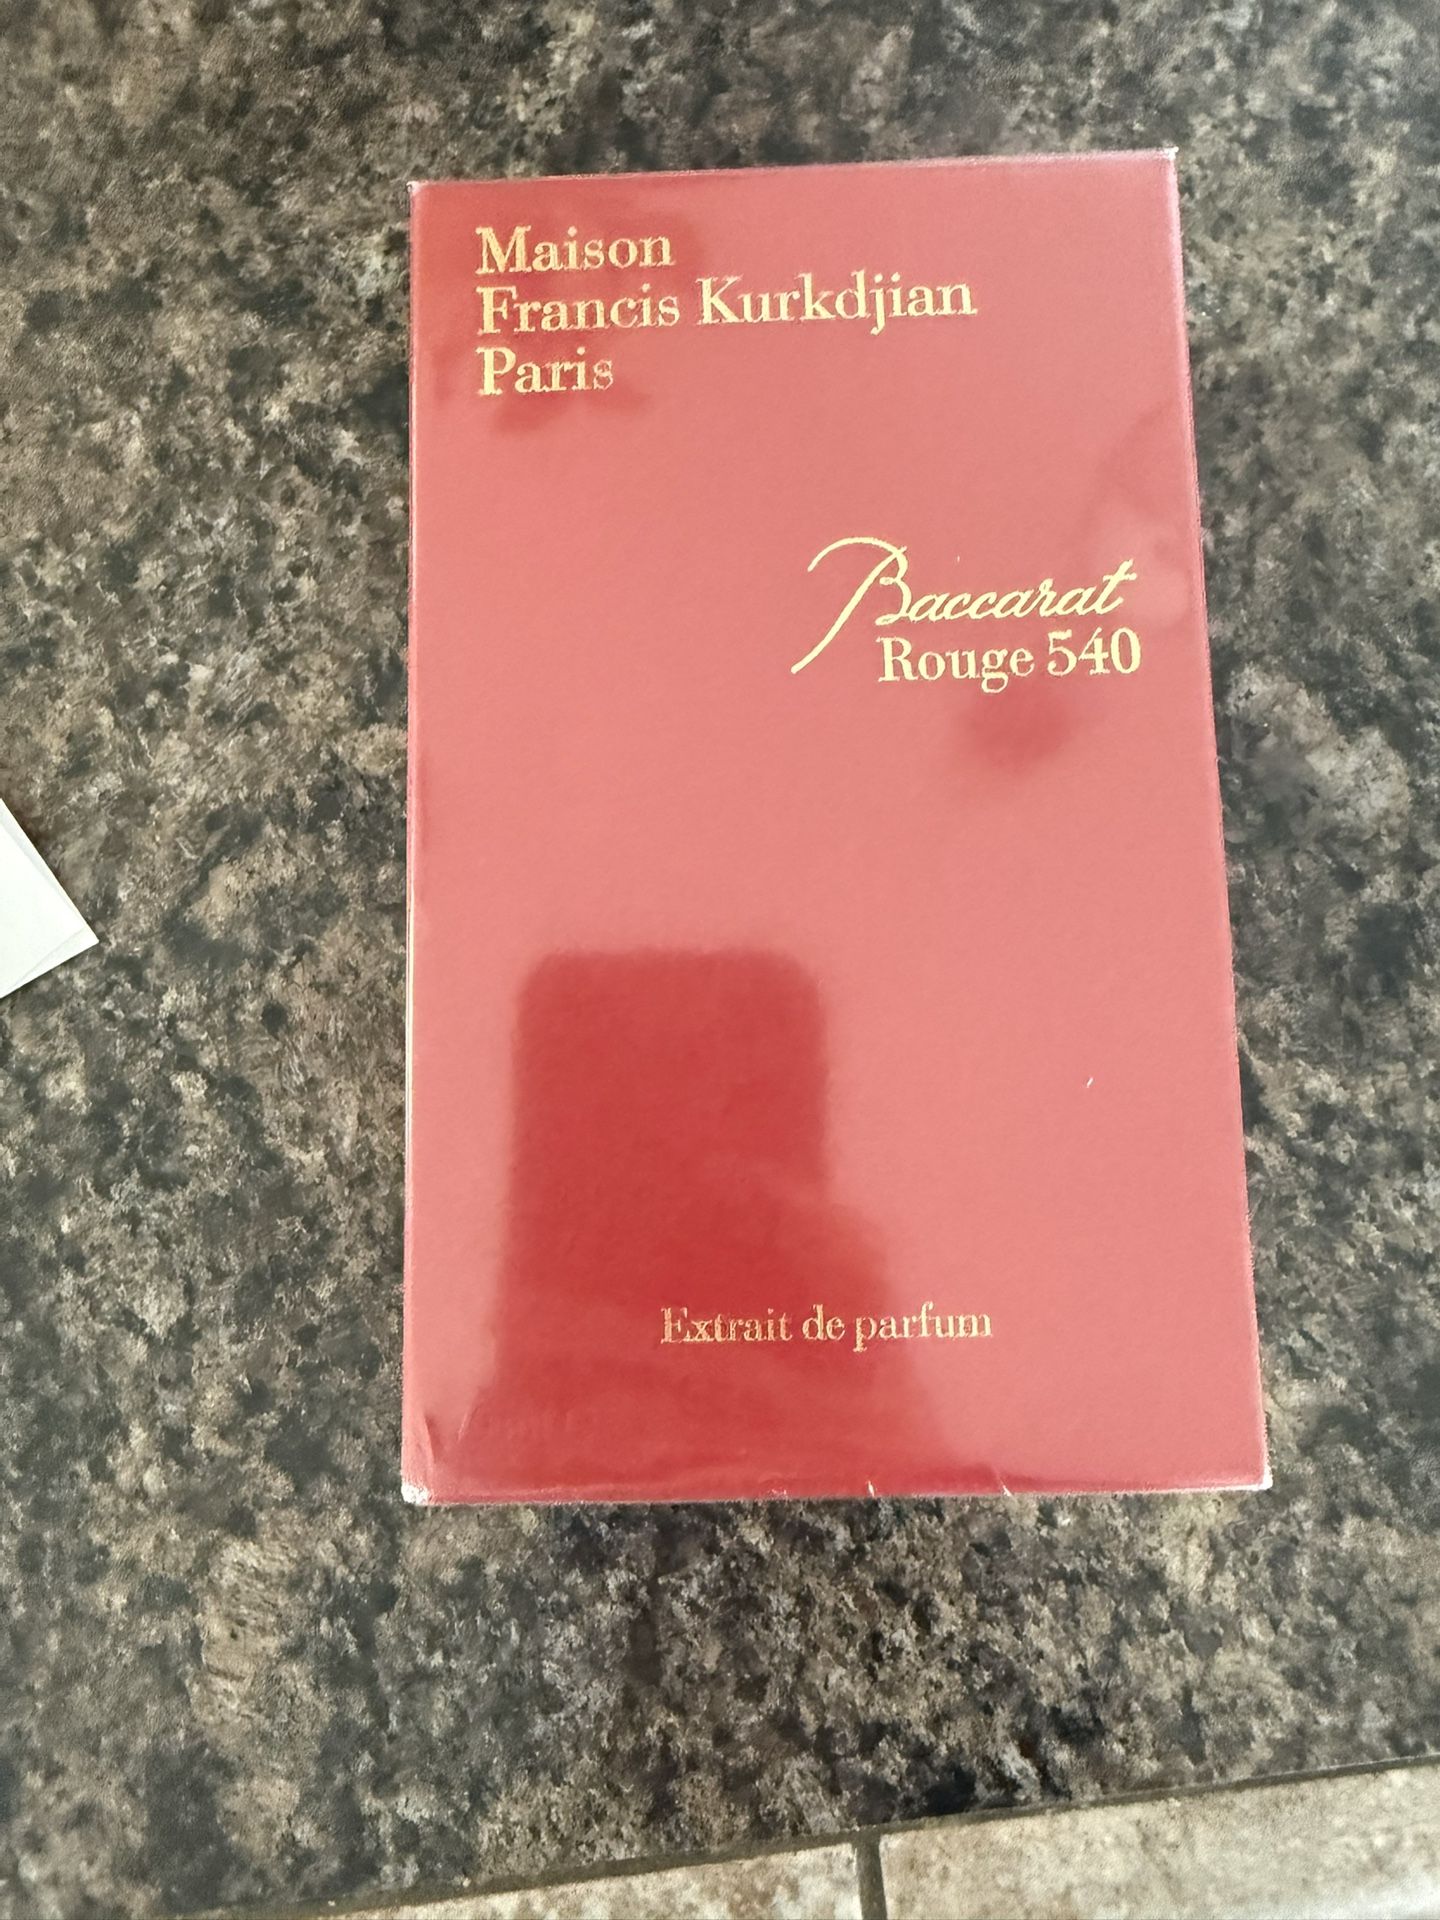 Maison
Francis Kurkdjian
Paris
Baccarat
Rouge 540
Extrait de parfum